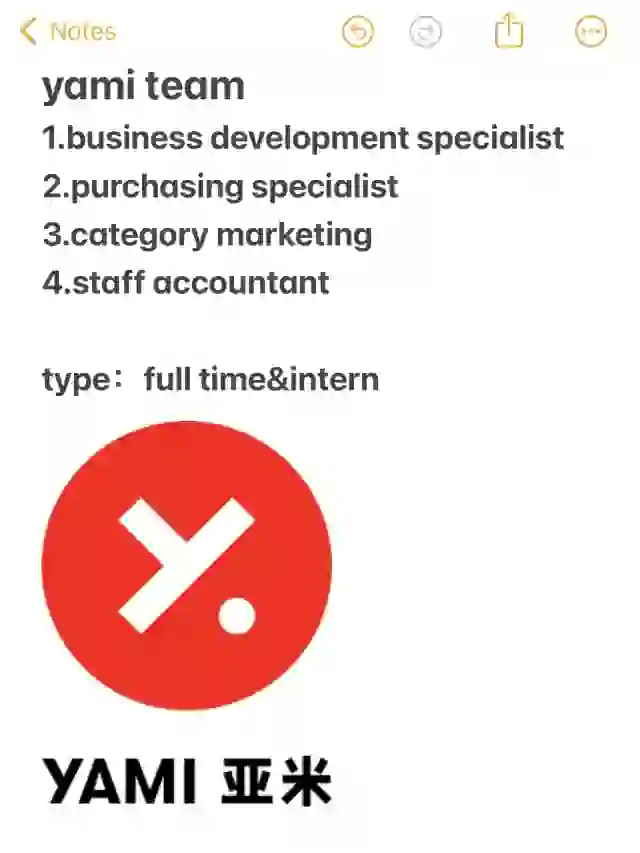 Notes
yami team
1.business development specialist
2.purchasing specialist
3.category marketing
4.staff accountant
type：full time&intern
YAMI 亚米